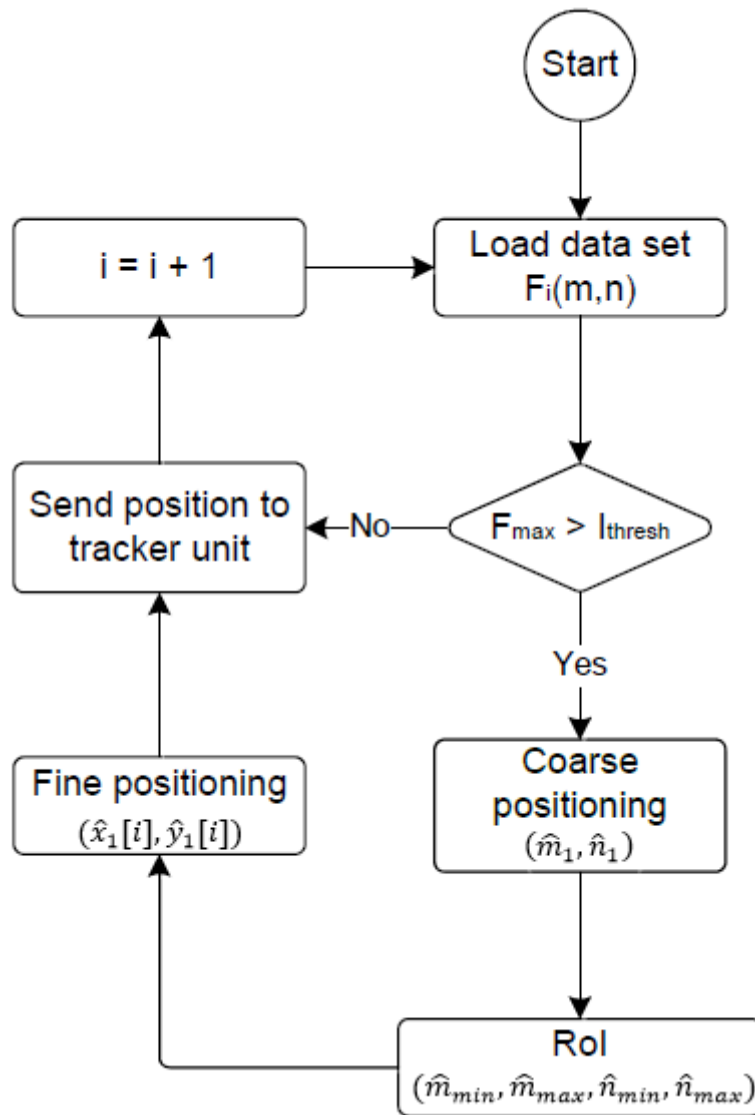 Start
Load data set
Fᵢ(m,n)
i = i + 1
Send position to
tracker unit
No
Fₘₐₓ > Iₜₕᵣₑₛₕ
Yes
Coarse
positioning
(m̂₁, n̂₁)
Fine positioning
(x̂₁[i], ŷ₁[i])
RoI
(m̂ₘᵢₙ, m̂ₘₐₓ, n̂ₘᵢₙ, n̂ₘₐₓ)